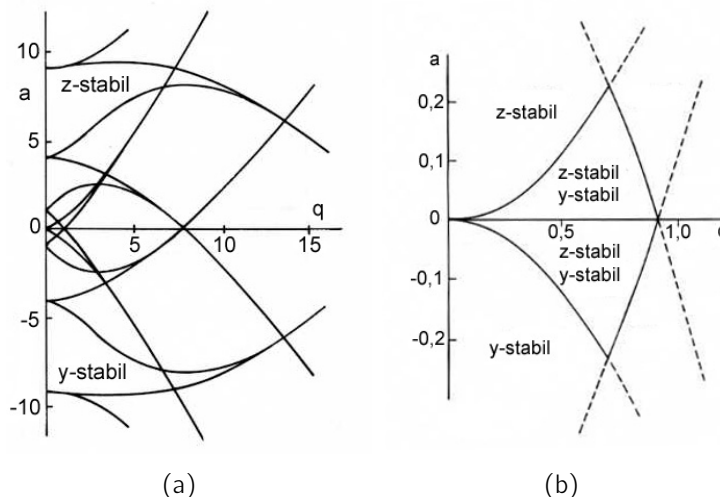 10
a
z-stabil
5
q
0
5
10
15
-5
y-stabil
-10
(a)
a
0,2
z-stabil
0,1
z-stabil
y-stabil
0
0,5
1,0
z-stabil
y-stabil
-0,1
-0,2
y-stabil
(b)